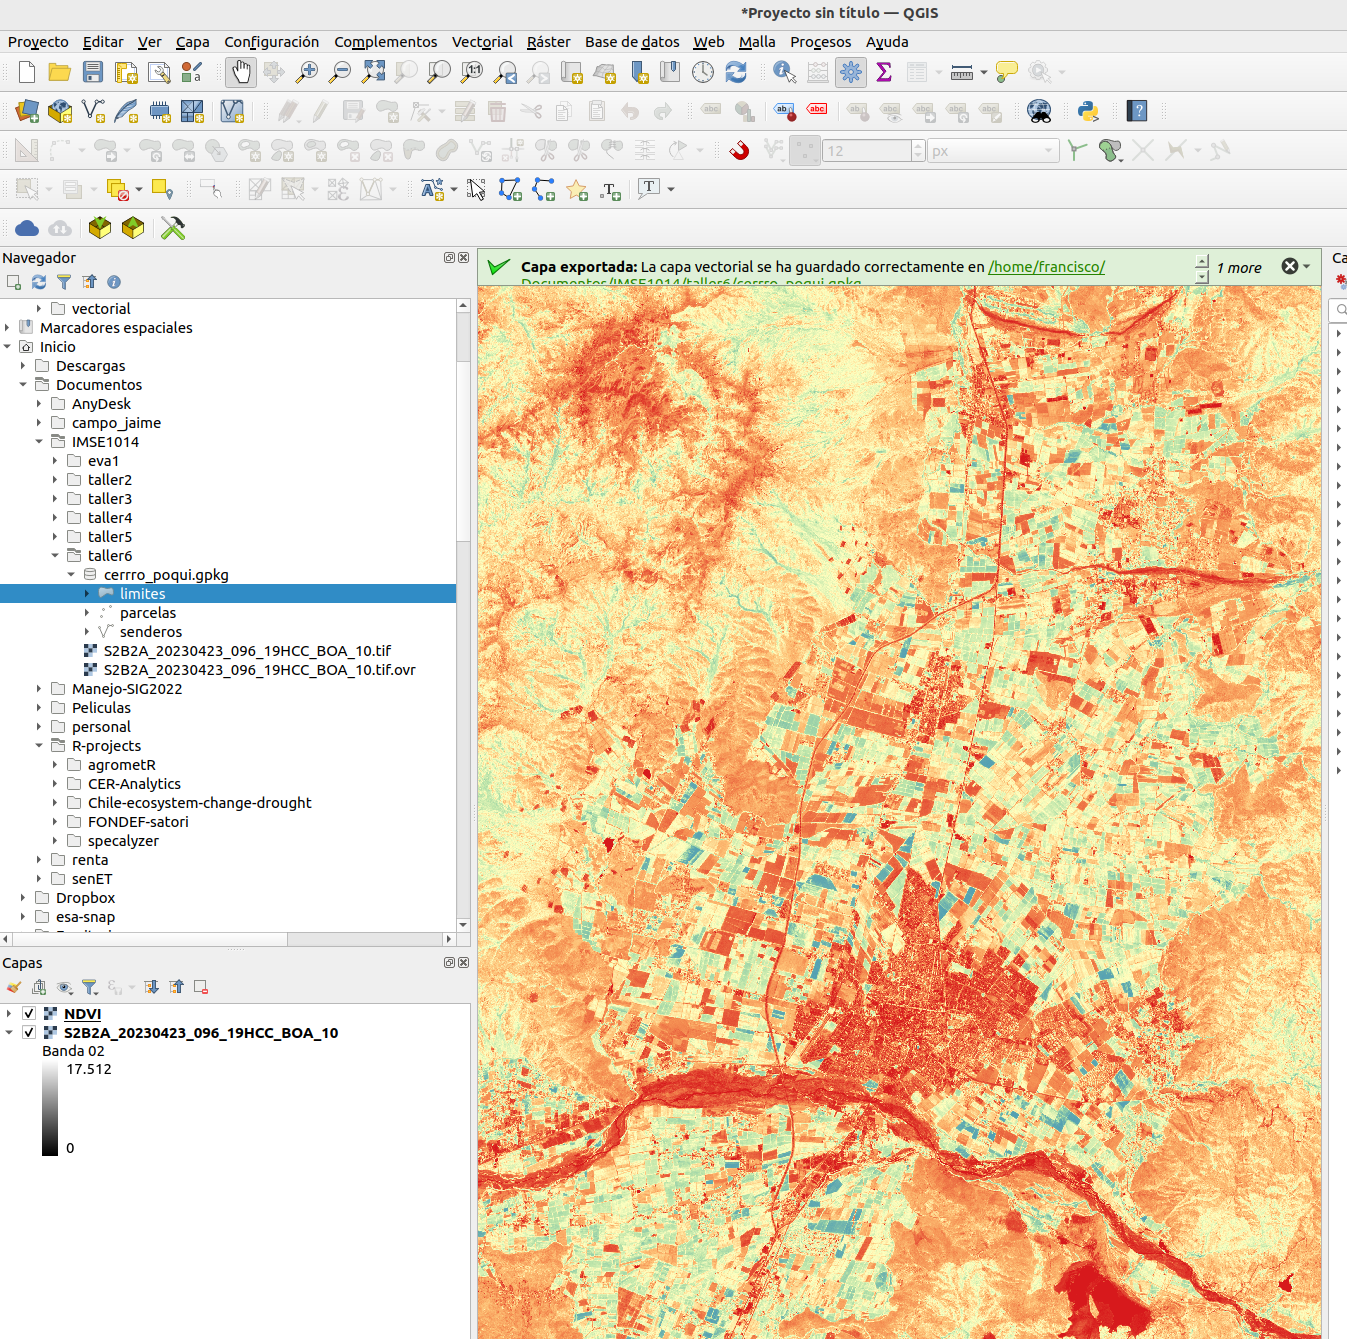 *Proyecto sin título — QGIS
Proyecto Editar Ver Capa Configuración Complementos Vectorial Ráster Base de datos Web Malla Procesos Ayuda
12 px
Navegador
Capa exportada: La capa vectorial se ha guardado correctamente en /home/francisco/
Documentos/IMSE1014/taller6/cerrro_poqui.gpkg
1 more
Ca
vectorial
Marcadores espaciales
Inicio
Descargas
Documentos
AnyDesk
campo_jaime
IMSE1014
eva1
taller2
taller3
taller4
taller5
taller6
cerrro_poqui.gpkg
limites
parcelas
senderos
S2B2A_20230423_096_19HCC_BOA_10.tif
S2B2A_20230423_096_19HCC_BOA_10.tif.ovr
Manejo-SIG2022
Peliculas
personal
R-projects
agrometR
CER-Analytics
Chile-ecosystem-change-drought
FONDEF-satori
specalyzer
renta
senET
Dropbox
esa-snap
Capas
NDVI
S2B2A_20230423_096_19HCC_BOA_10
Banda 02
17.512
0